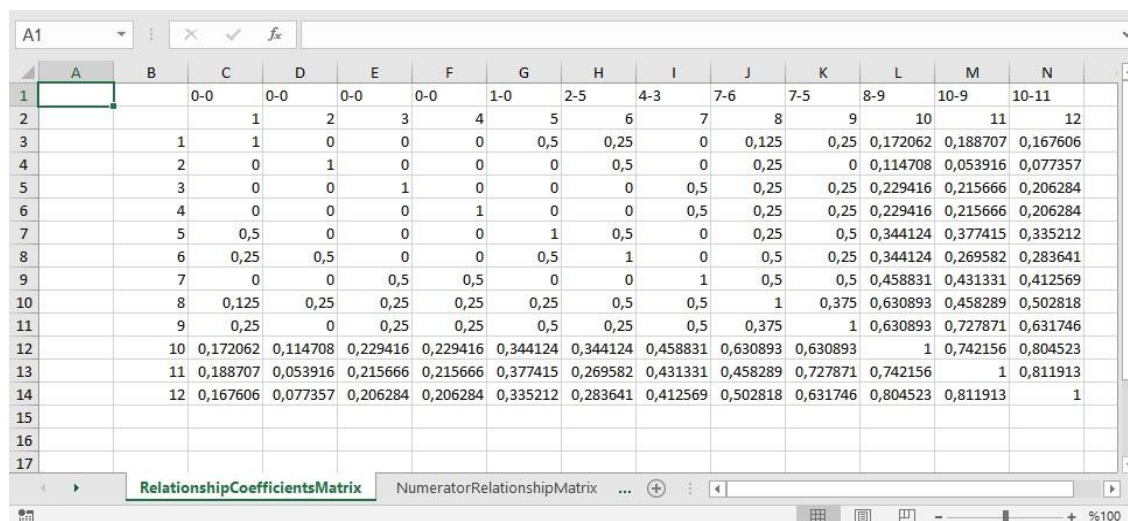 A1 fx
A B C D E F G H I J K L M N
1 0-0 0-0 0-0 0-0 1-0 2-5 4-3 7-6 7-5 8-9 10-9 10-11
2 1 2 3 4 5 6 7 8 9 10 11 12
3 1 1 0 0 0 0,5 0,25 0 0,125 0,25 0,172062 0,188707 0,167606
4 2 0 1 0 0 0 0,5 0 0,25 0 0,114708 0,053916 0,077357
5 3 0 0 1 0 0 0 0,5 0,25 0,25 0,229416 0,215666 0,206284
6 4 0 0 0 1 0 0 0,5 0,25 0,25 0,229416 0,215666 0,206284
7 5 0,5 0 0 0 1 0,5 0 0,25 0,5 0,344124 0,377415 0,335212
8 6 0,25 0,5 0 0 0,5 1 0 0,5 0,25 0,344124 0,269582 0,283641
9 7 0 0 0,5 0,5 0 0 1 0,5 0,5 0,458831 0,431331 0,412569
10 8 0,125 0,25 0,25 0,25 0,25 0,5 0,5 1 0,375 0,630893 0,458289 0,502818
11 9 0,25 0 0,25 0,25 0,5 0,25 0,5 0,375 1 0,630893 0,727871 0,631746
12 10 0,172062 0,114708 0,229416 0,229416 0,344124 0,344124 0,458831 0,630893 0,630893 1 0,742156 0,804523
13 11 0,188707 0,053916 0,215666 0,215666 0,377415 0,269582 0,431331 0,458289 0,727871 0,742156 1 0,811913
14 12 0,167606 0,077357 0,206284 0,206284 0,335212 0,283641 0,412569 0,502818 0,631746 0,804523 0,811913 1
15
16
17
RelationshipCoefficientsMatrix NumeratorRelationshipMatrix ...
%100